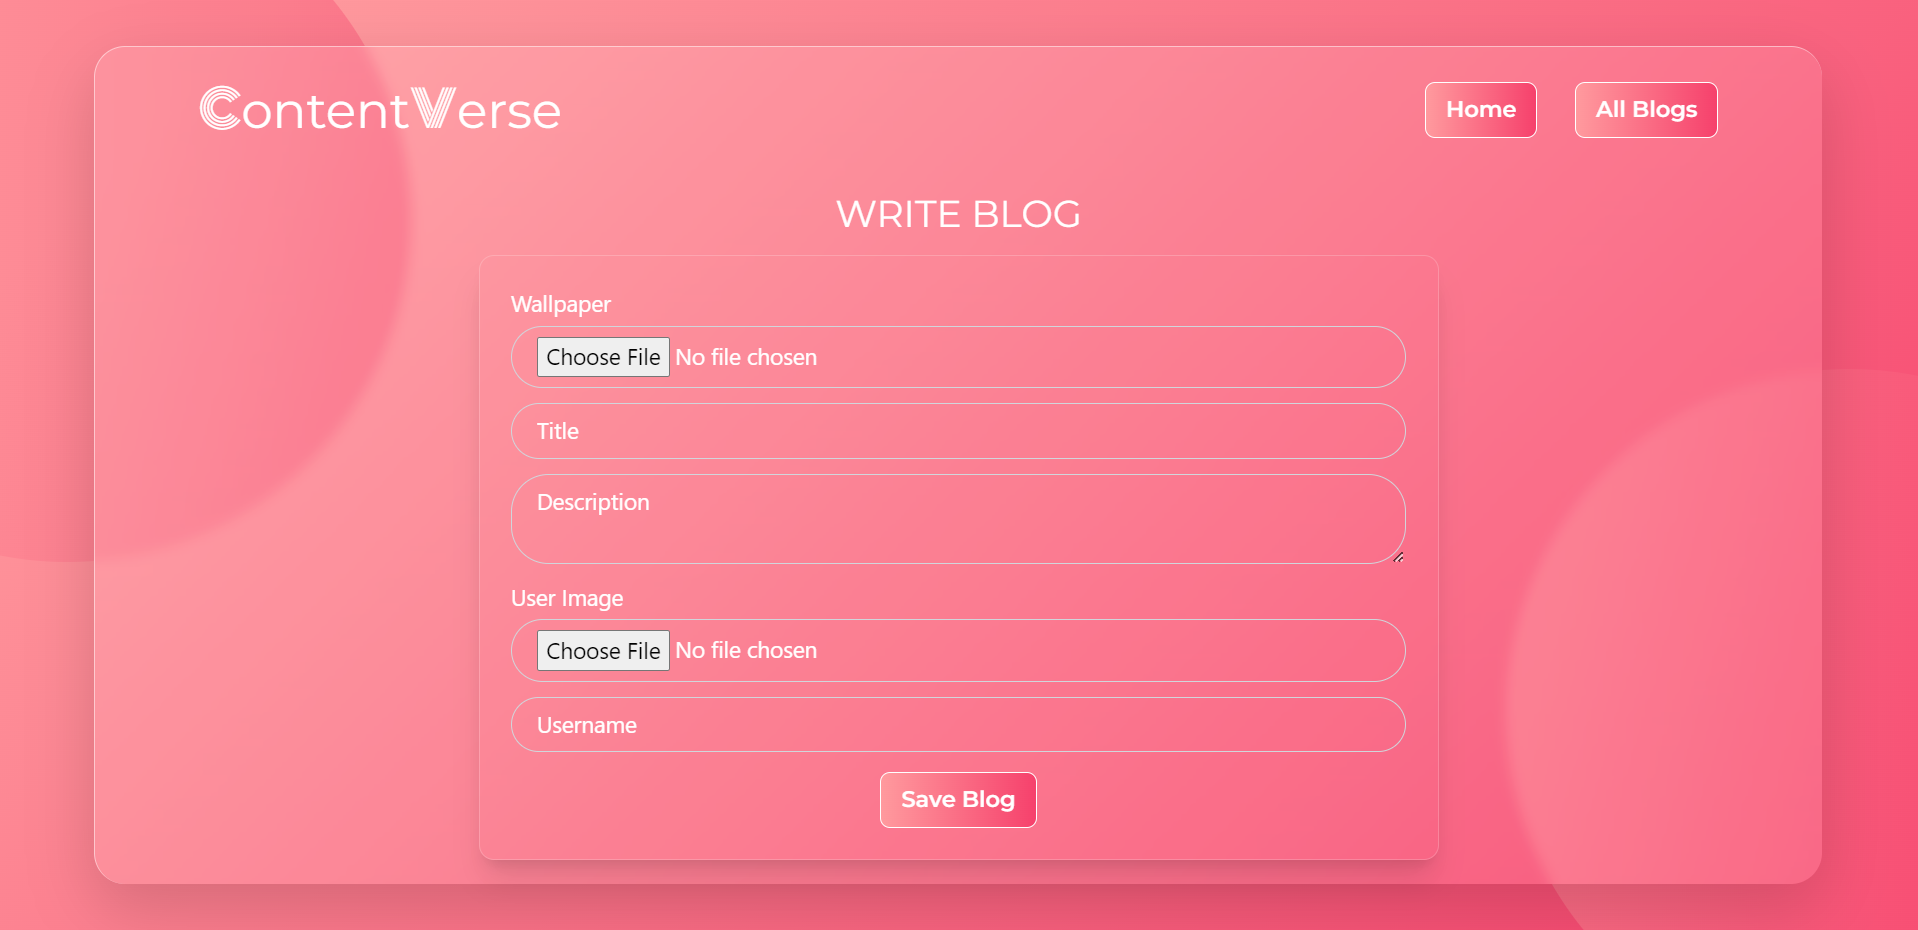 ContentVerse
Home
All Blogs
WRITE BLOG
Wallpaper
Choose File No file chosen
Title
Description
User Image
Choose File No file chosen
Username
Save Blog